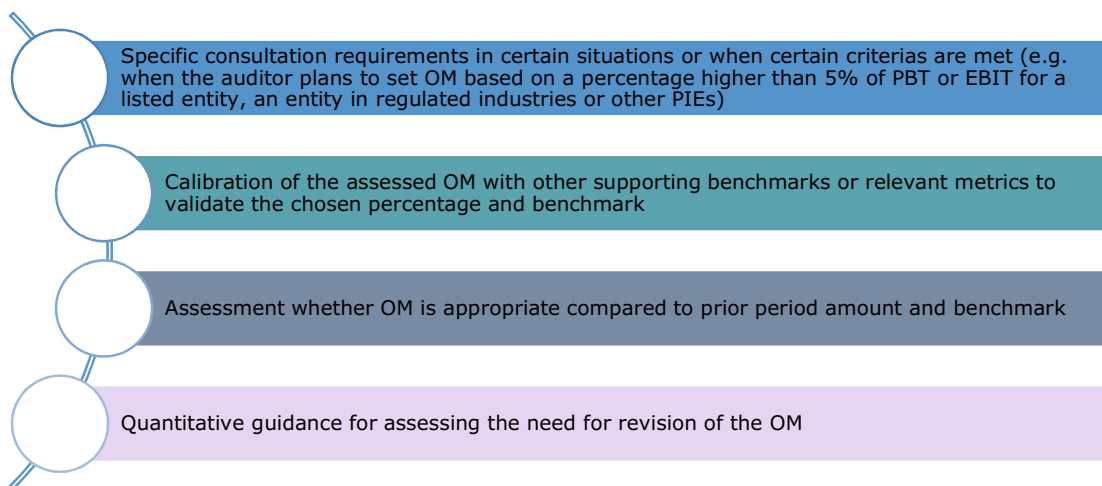 Specific consultation requirements in certain situations or when certain criterias are met (e.g.
when the auditor plans to set OM based on a percentage higher than 5% of PBT or EBIT for a
listed entity, an entity in regulated industries or other PIEs)
Calibration of the assessed OM with other supporting benchmarks or relevant metrics to
validate the chosen percentage and benchmark
Assessment whether OM is appropriate compared to prior period amount and benchmark
Quantitative guidance for assessing the need for revision of the OM